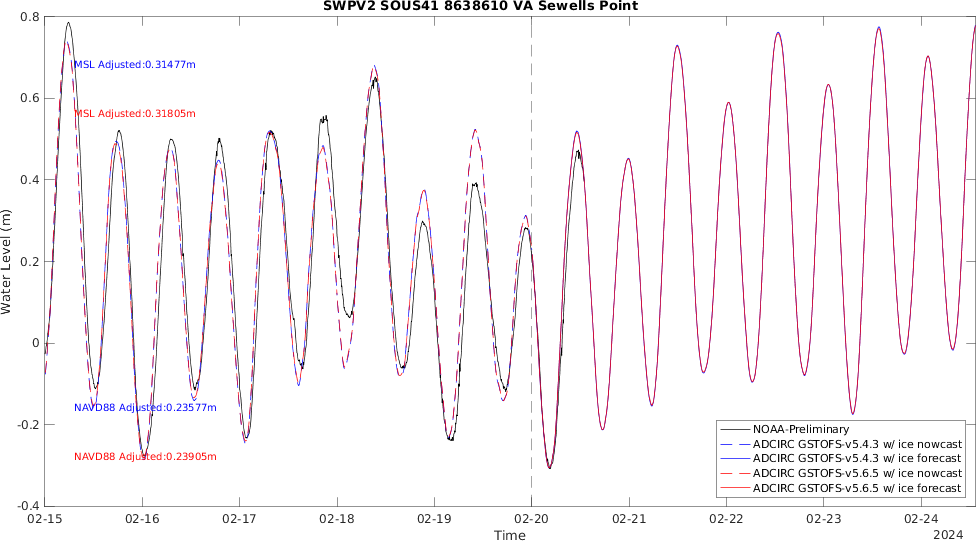 SWPV2 SOUS41 8638610 VA Sewells Point
0.8
0.6
0.4
0.2
0
-0.2
-0.4
Water Level (m)
MSL Adjusted:0.31477m
MSL Adjusted:0.31805m
NAVD88 Adjusted:0.23577m
NAVD88 Adjusted:0.23905m
NOAA-Preliminary
ADCIRC GSTOFS-v5.4.3 w/ ice nowcast
ADCIRC GSTOFS-v5.4.3 w/ ice forecast
ADCIRC GSTOFS-v5.6.5 w/ ice nowcast
ADCIRC GSTOFS-v5.6.5 w/ ice forecast
02-15 02-16 02-17 02-18 02-19 02-20 02-21 02-22 02-23 02-24
Time
2024